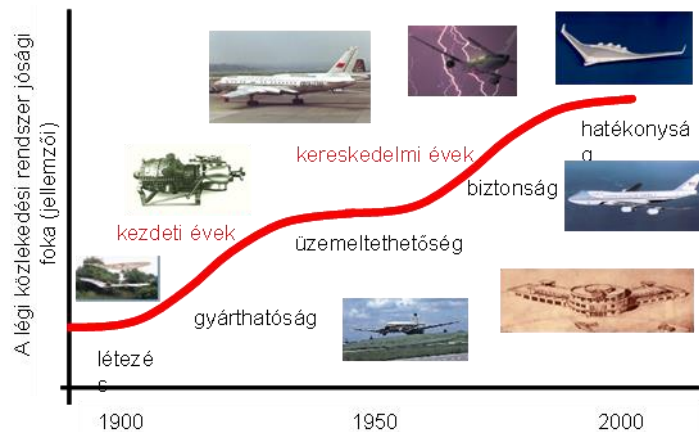 A légi közlekedési rendszer jósági
foka (jellemzői)
hatékonysá
g
kereskedelmi évek
biztonság
kezdeti évek
üzemeltethetőség
gyárthatóság
létezé
s
1900
1950
2000